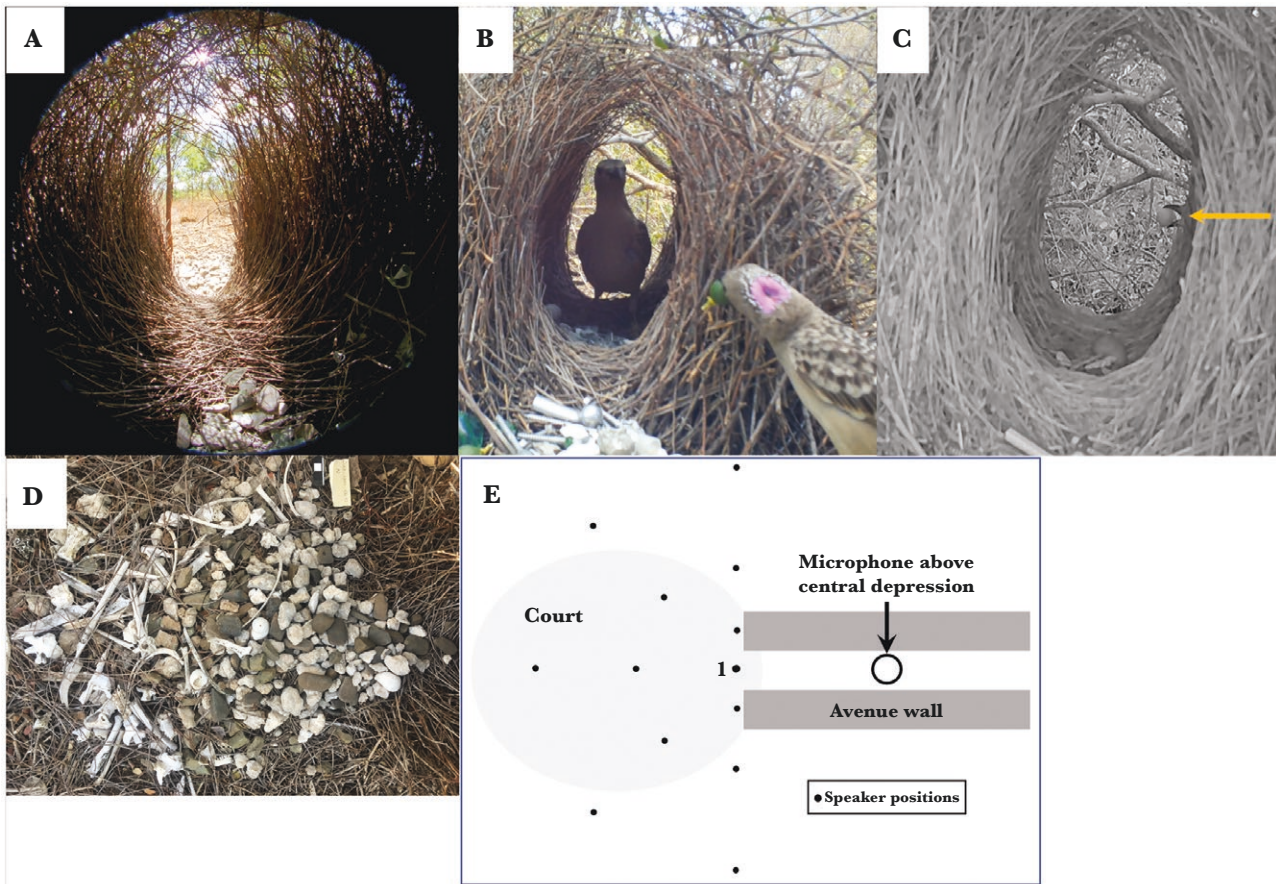 A
B
C
D
E
Microphone above
central depression
Court
1
Avenue wall
Speaker positions